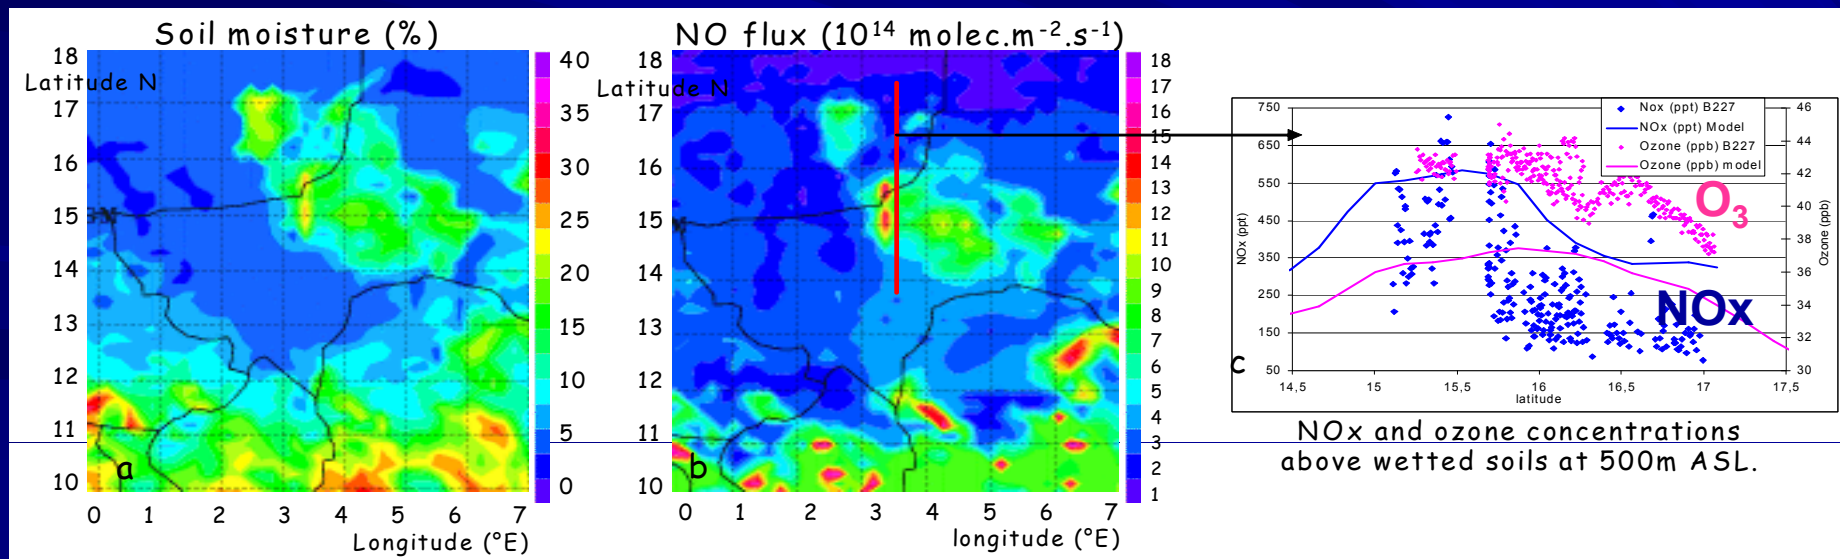 Soil moisture (%)
18
Latitude N
17
16
15
14
13
12
11
10
a
0 1 2 3 4 5 6 7
Longitude (°E)
40
35
30
25
20
15
10
5
0
NO flux (10¹⁴ molec.m⁻².s⁻¹)
18
Latitude N
17
16
15
14
13
12
11
10
b
0 1 2 3 4 5 6 7
longitude (°E)
18
17
16
15
14
13
12
11
10
9
8
7
6
5
4
3
2
1
Nox (ppt) B227
NOx (ppt) Model
Ozone (ppb) B227
Ozone (ppb) model
750
650
550
450
350
250
150
50
NOx (ppt)
46
44
42
40
38
36
34
32
30
Ozone (ppb)
O₃
NOx
c
14,5 15 15,5 16 16,5 17 17,5
latitude
NOx and ozone concentrations
above wetted soils at 500m ASL.